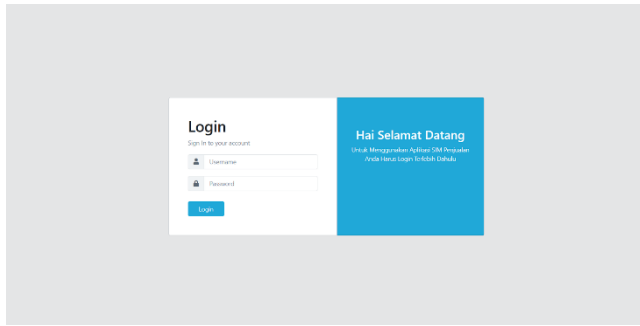 Login
Sign In to your account
Username
Password
Login
Hai Selamat Datang
Untuk Menggunakan Aplikasi SIM Penjualan
Anda Harus Login Terlebih Dahulu